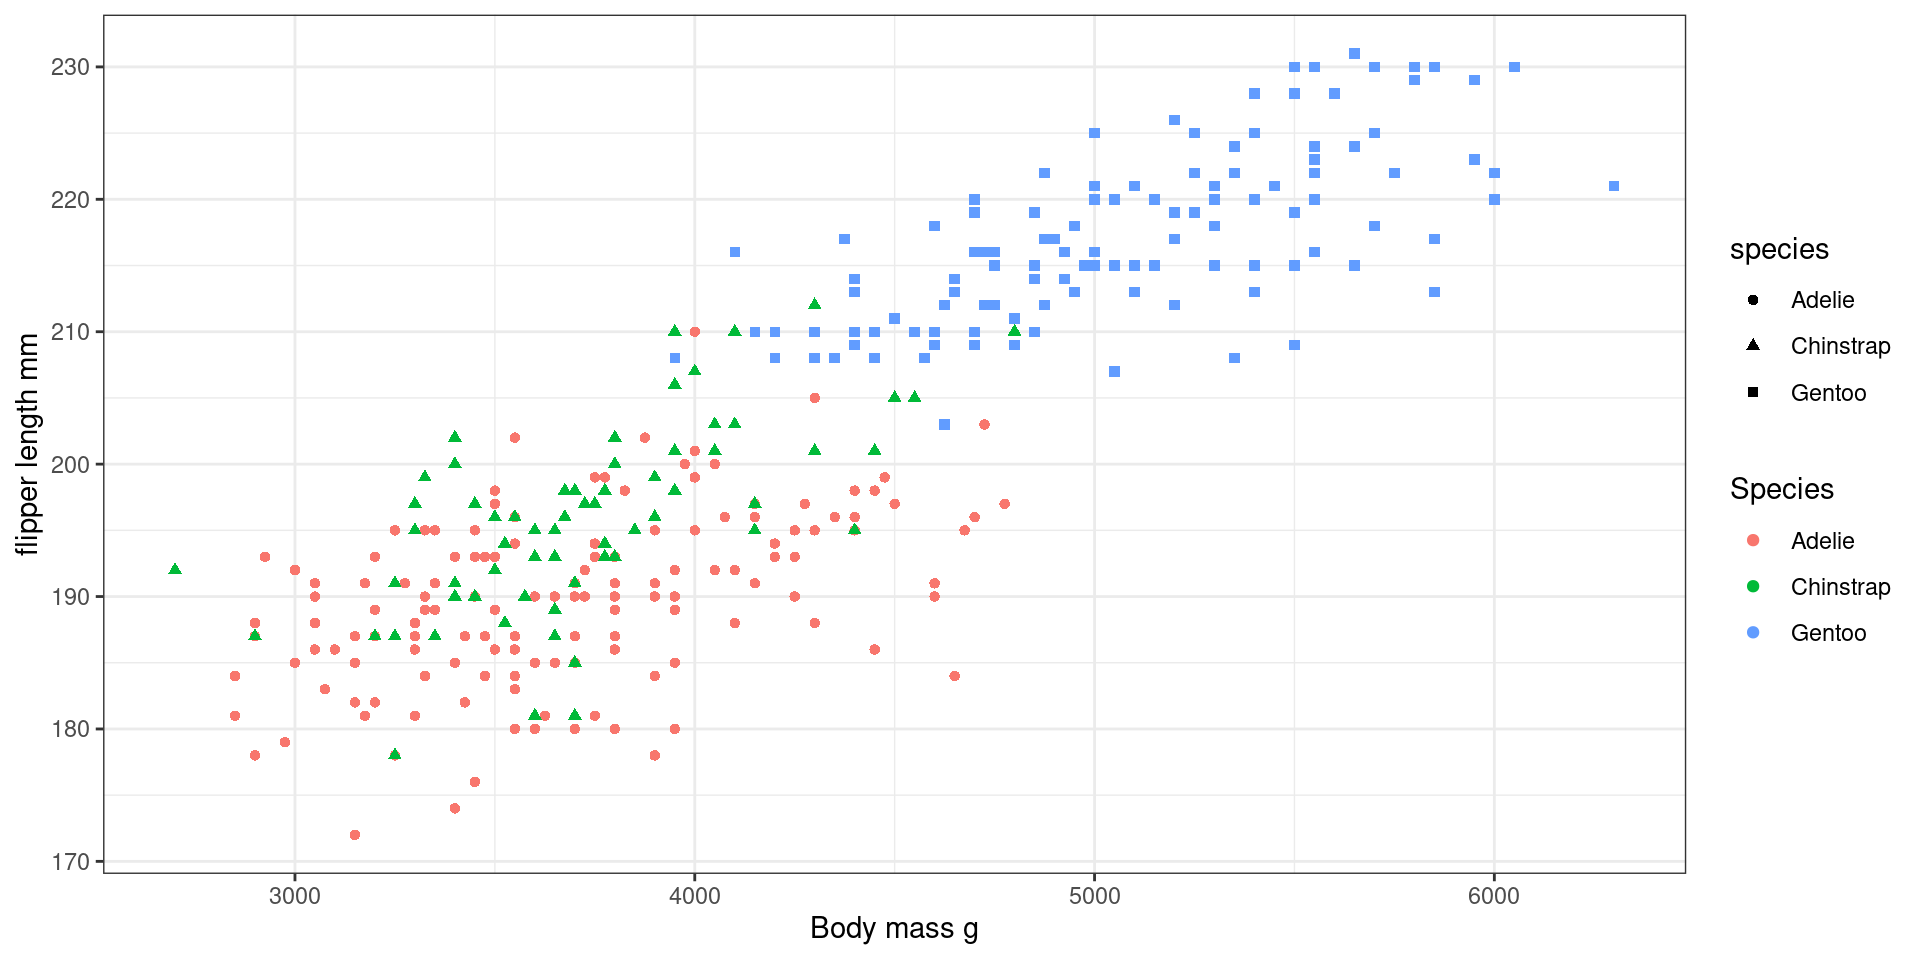 230
220
210
200
190
180
170
flipper length mm
3000 4000 5000 6000
Body mass g
species
Adelie
Chinstrap
Gentoo
Species
Adelie
Chinstrap
Gentoo